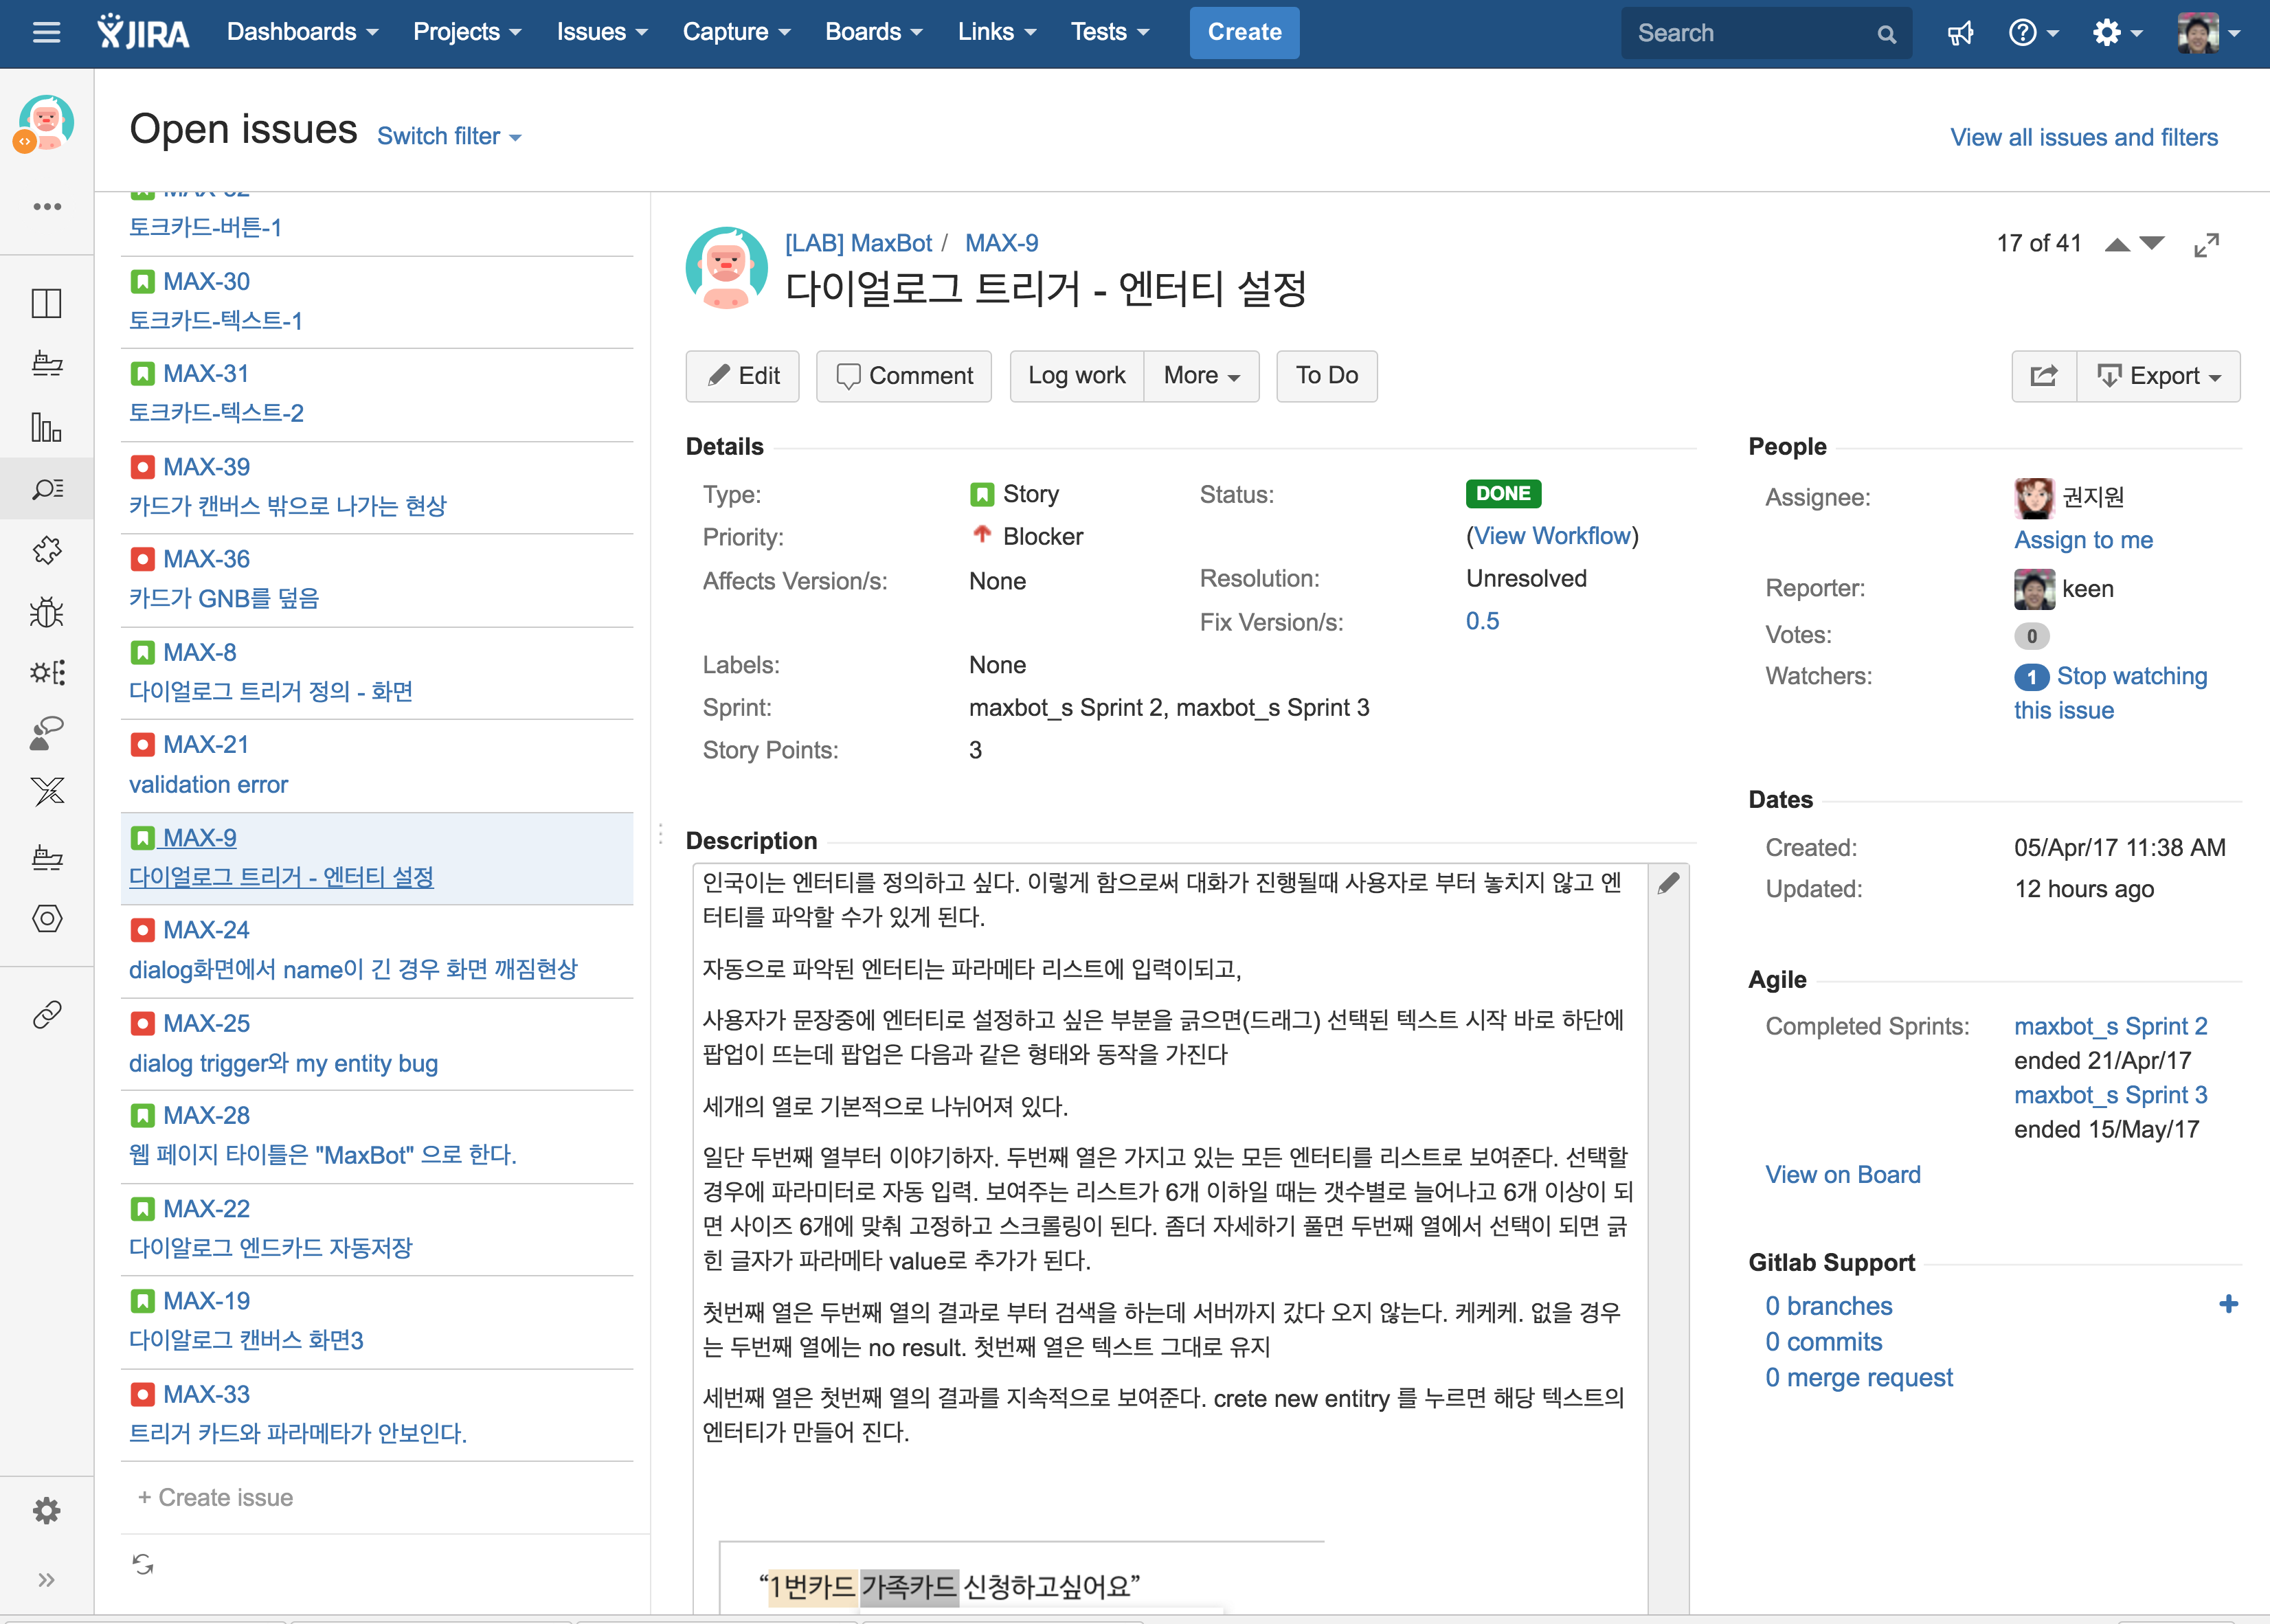 JIRA Dashboards Projects Issues Capture Boards Links Tests Create Search
Open issues Switch filter View all issues and filters
MAX-32
토크카드-버튼-1
MAX-30
토크카드-텍스트-1
MAX-31
토크카드-텍스트-2
MAX-39
카드가 캔버스 밖으로 나가는 현상
MAX-36
카드가 GNB를 덮음
MAX-8
다이얼로그 트리거 정의 - 화면
MAX-21
validation error
MAX-9
다이얼로그 트리거 - 엔터티 설정
MAX-24
dialog화면에서 name이 긴 경우 화면 깨짐현상
MAX-25
dialog trigger와 my entity bug
MAX-28
웹 페이지 타이틀은 "MaxBot" 으로 한다.
MAX-22
다이알로그 엔드카드 자동저장
MAX-19
다이알로그 캔버스 화면3
MAX-33
트리거 카드와 파라메타가 안보인다.
+ Create issue
[LAB] MaxBot / MAX-9
17 of 41
다이얼로그 트리거 - 엔터티 설정
Edit Comment Log work More To Do Export
Details
Type: Story
Status: DONE
(View Workflow)
Priority: Blocker
Affects Version/s: None
Resolution: Unresolved
Fix Version/s: 0.5
Labels: None
Sprint: maxbot_s Sprint 2, maxbot_s Sprint 3
Story Points: 3
Description
인국이는 엔터티를 정의하고 싶다. 이렇게 함으로써 대화가 진행될때 사용자로 부터 놓치지 않고 엔
터티를 파악할 수가 있게 된다.
자동으로 파악된 엔터티는 파라메타 리스트에 입력이되고,
사용자가 문장중에 엔터티로 설정하고 싶은 부분을 긁으면(드래그) 선택된 텍스트 시작 바로 하단에
팝업이 뜨는데 팝업은 다음과 같은 형태와 동작을 가진다
세개의 열로 기본적으로 나뉘어져 있다.
일단 두번째 열부터 이야기하자. 두번째 열은 가지고 있는 모든 엔터티를 리스트로 보여준다. 선택할
경우에 파라미터로 자동 입력. 보여주는 리스트가 6개 이하일 때는 갯수별로 늘어나고 6개 이상이 되
면 사이즈 6개에 맞춰 고정하고 스크롤링이 된다. 좀더 자세하기 풀면 두번째 열에서 선택이 되면 긁
힌 글자가 파라메타 value로 추가가 된다.
첫번째 열은 두번째 열의 결과로 부터 검색을 하는데 서버까지 갔다 오지 않는다. 케케케. 없을 경우
는 두번째 열에는 no result. 첫번째 열은 텍스트 그대로 유지
세번째 열은 첫번째 열의 결과를 지속적으로 보여준다. crete new entitry 를 누르면 해당 텍스트의
엔터티가 만들어 진다.
“1번카드 가족카드 신청하고싶어요”
People
Assignee: 권지원
Assign to me
Reporter: keen
Votes: 0
Watchers: 1 Stop watching
this issue
Dates
Created: 05/Apr/17 11:38 AM
Updated: 12 hours ago
Agile
Completed Sprints: maxbot_s Sprint 2
ended 21/Apr/17
maxbot_s Sprint 3
ended 15/May/17
View on Board
Gitlab Support
0 branches
0 commits
0 merge request